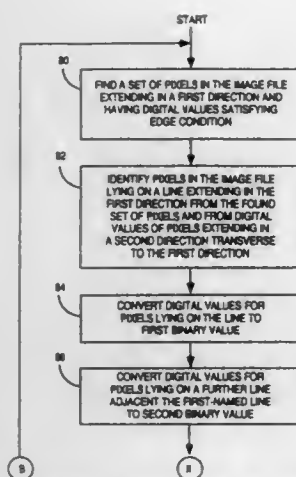 START
80
FIND A SET OF PIXELS IN THE IMAGE FILE
EXTENDING IN A FIRST DIRECTION AND
HAVING DIGITAL VALUES SATISFYING
EDGE CONDITION
82
IDENTIFY PIXELS IN THE IMAGE FILE
LYING ON A LINE EXTENDING IN THE
FIRST DIRECTION FROM THE FOUND
SET OF PIXELS AND FROM DIGITAL
VALUES OF PIXELS EXTENDING IN
A SECOND DIRECTION TRANSVERSE
TO THE FIRST DIRECTION
84
CONVERT DIGITAL VALUES FOR
PIXELS LYING ON THE LINE TO
FIRST BINARY VALUE
86
CONVERT DIGITAL VALUES FOR
PIXELS LYING ON A FURTHER LINE
ADJACENT THE FIRST-NAMED LINE
TO SECOND BINARY VALUE